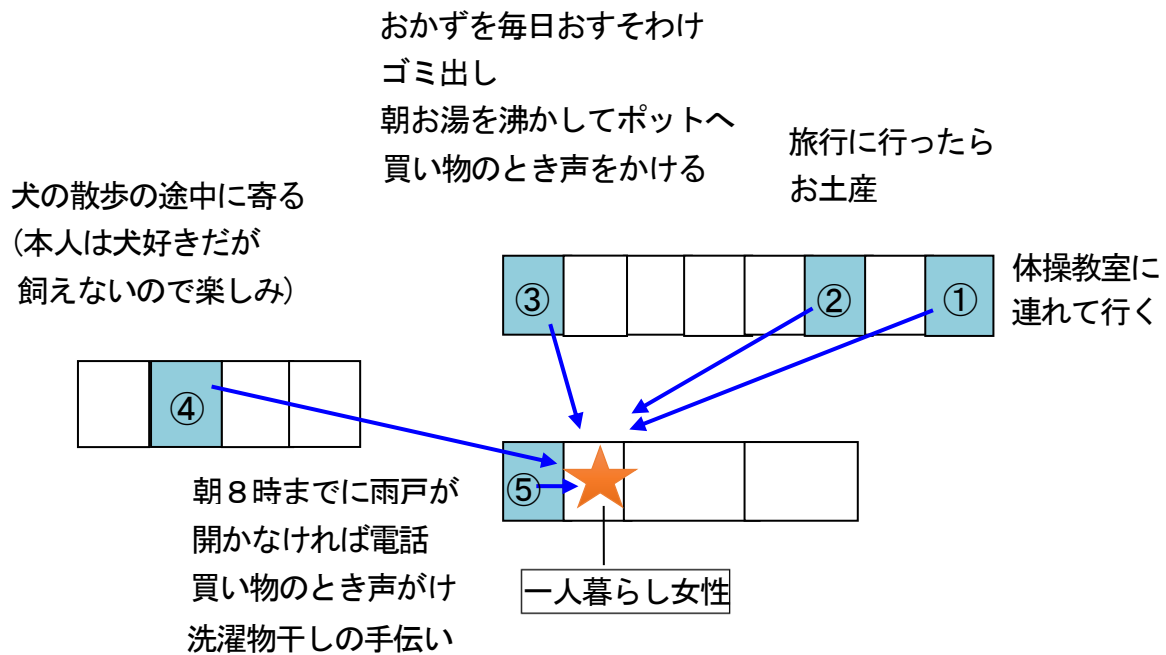 おかずを毎日おすそわけ
ゴミ出し
朝お湯を沸かしてポットへ
買い物のとき声をかける
旅行に行ったら
お土産
犬の散歩の途中に寄る
(本人は犬好きだが
飼えないので楽しみ)
体操教室に
連れて行く
③
②
①
④
⑤
朝８時までに雨戸が
開かなければ電話
買い物のとき声がけ
洗濯物干しの手伝い
一人暮らし女性